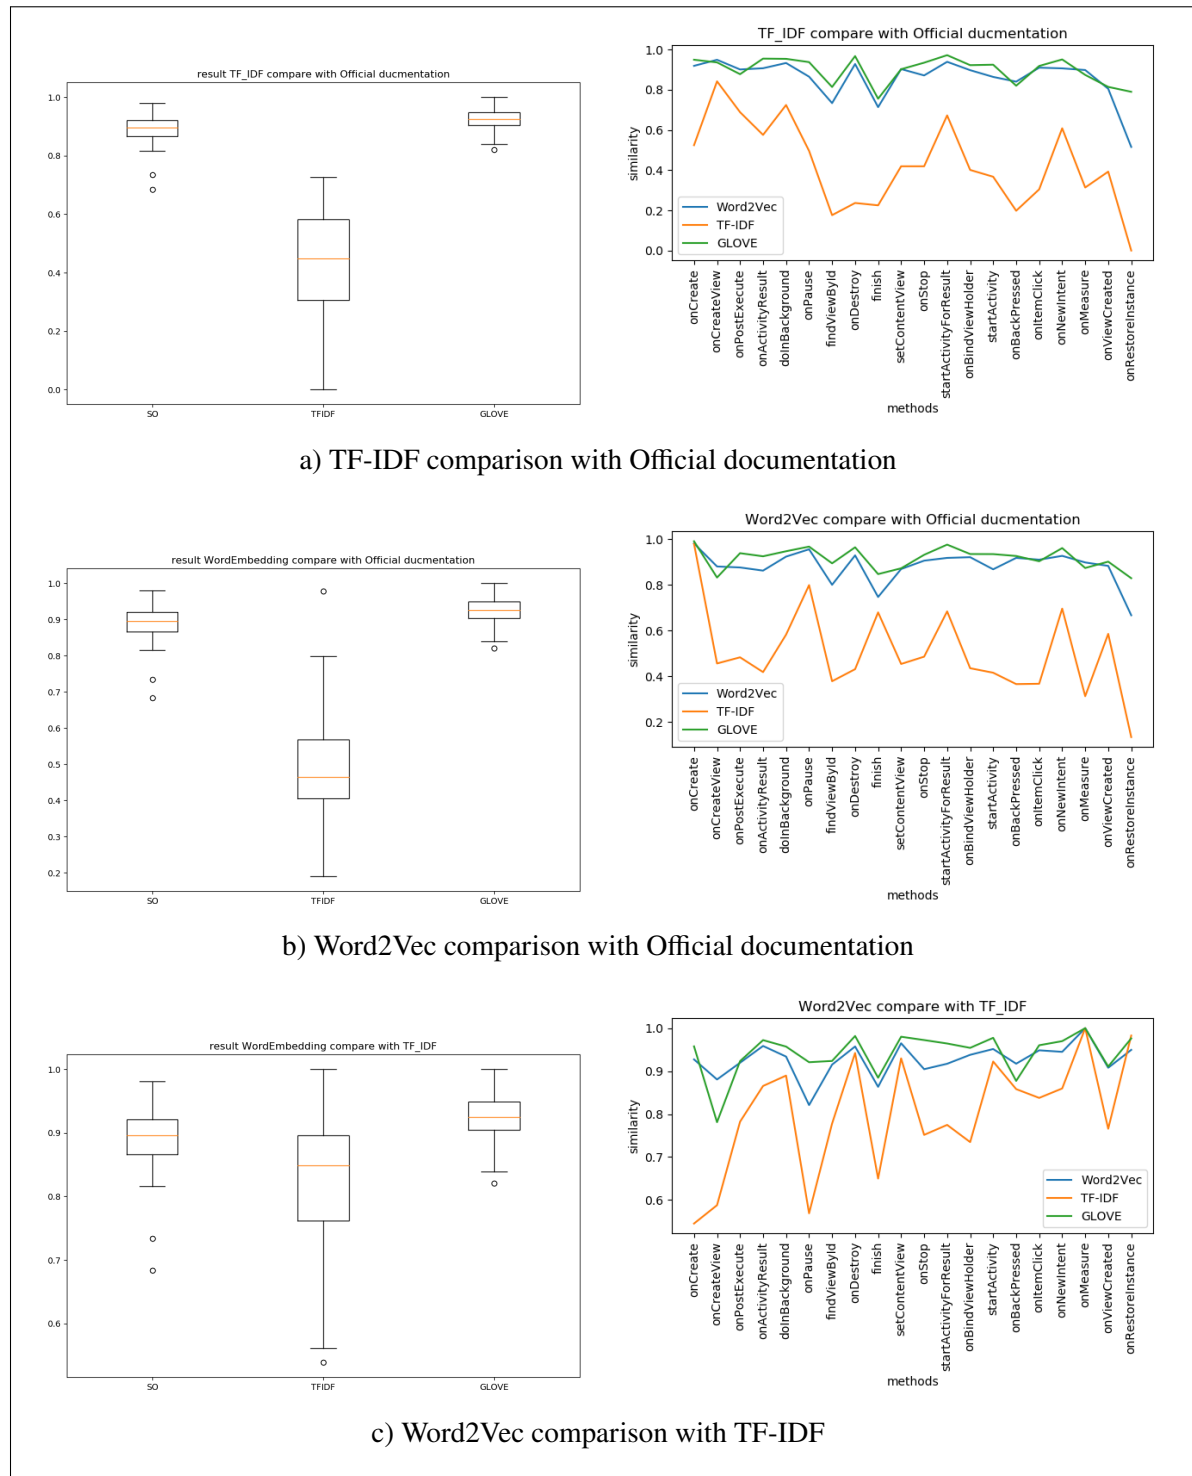 result TF_IDF compare with Official ducmentation
1.0
0.8
0.6
0.4
0.2
0.0
SO TFIDF GLOVE
TF_IDF compare with Official ducmentation
1.0
0.8
0.6
0.4
0.2
0.0
similarity
Word2Vec
TF-IDF
GLOVE
onCreate
onCreateView
onPostExecute
onActivityResult
doInBackground
onPause
findViewById
onDestroy
finish
setContentView
onStop
startActivityForResult
onBindViewHolder
startActivity
onBackPressed
onItemClick
onNewIntent
onMeasure
onViewCreated
onRestoreInstance
methods
a) TF-IDF comparison with Official documentation
result WordEmbedding compare with Official ducmentation
1.0
0.9
0.8
0.7
0.6
0.5
0.4
0.3
0.2
SO TFIDF GLOVE
Word2Vec compare with Official ducmentation
1.0
0.8
0.6
0.4
0.2
similarity
Word2Vec
TF-IDF
GLOVE
onCreate
onCreateView
onPostExecute
onActivityResult
doInBackground
onPause
findViewById
onDestroy
finish
setContentView
onStop
startActivityForResult
onBindViewHolder
startActivity
onBackPressed
onItemClick
onNewIntent
onMeasure
onViewCreated
onRestoreInstance
methods
b) Word2Vec comparison with Official documentation
result WordEmbedding compare with TF_IDF
1.0
0.9
0.8
0.7
0.6
SO TFIDF GLOVE
Word2Vec compare with TF_IDF
1.0
0.9
0.8
0.7
0.6
similarity
Word2Vec
TF-IDF
GLOVE
onCreate
onCreateView
onPostExecute
onActivityResult
doInBackground
onPause
findViewById
onDestroy
finish
setContentView
onStop
startActivityForResult
onBindViewHolder
startActivity
onBackPressed
onItemClick
onNewIntent
onMeasure
onViewCreated
onRestoreInstance
methods
c) Word2Vec comparison with TF-IDF